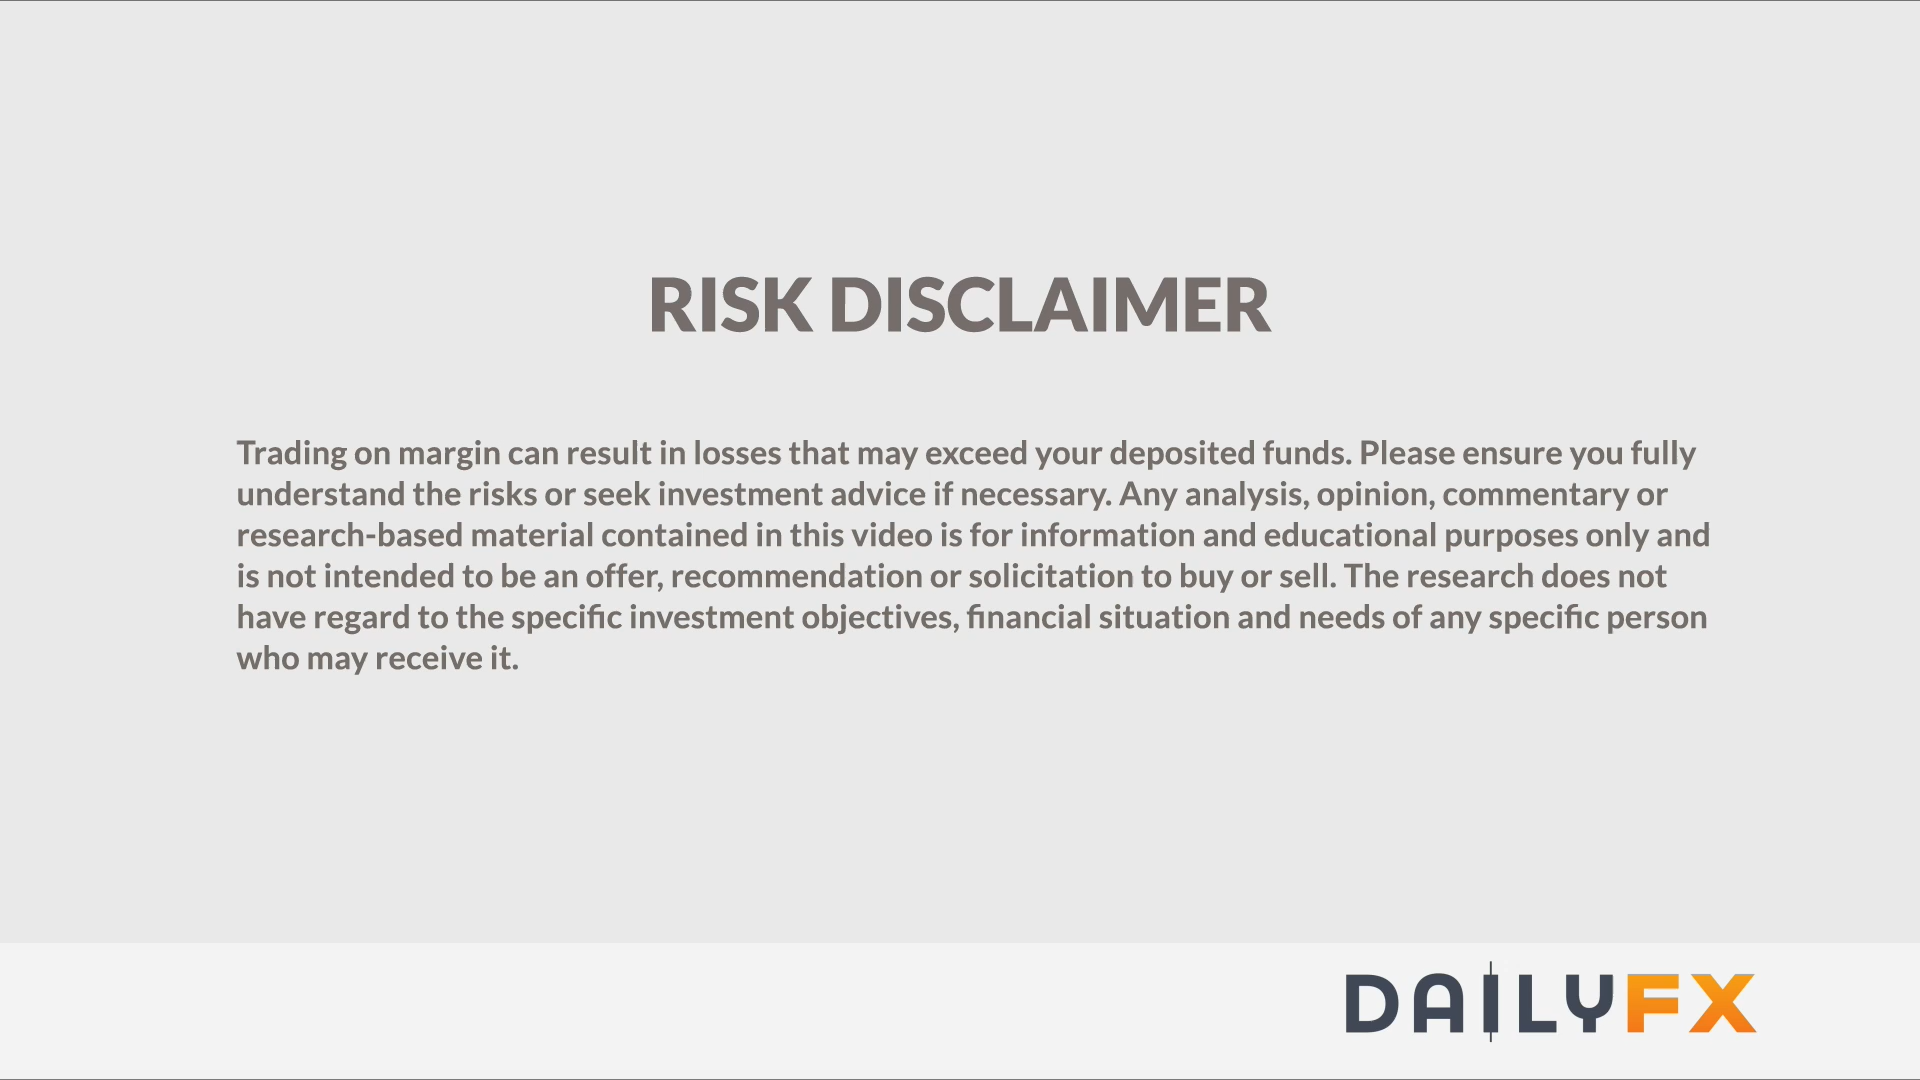 RISK DISCLAIMER
Trading on margin can result in losses that may exceed your deposited funds. Please ensure you fully
understand the risks or seek investment advice if necessary. Any analysis, opinion, commentary or
research-based material contained in this video is for information and educational purposes only and
is not intended to be an offer, recommendation or solicitation to buy or sell. The research does not
have regard to the specific investment objectives, financial situation and needs of any specific person
who may receive it.
DAILYFX